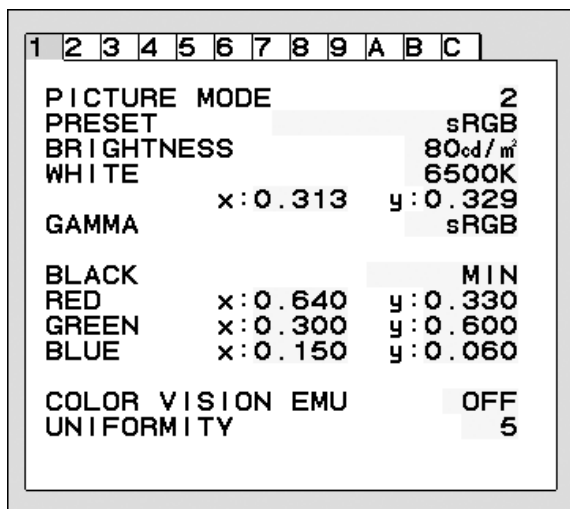 1 2 3 4 5 6 7 8 9 A B C
PICTURE MODE 2
PRESET sRGB
BRIGHTNESS 80cd/㎡
WHITE 6500K
x:0.313 y:0.329
GAMMA sRGB
BLACK MIN
RED x:0.640 y:0.330
GREEN x:0.300 y:0.600
BLUE x:0.150 y:0.060
COLOR VISION EMU OFF
UNIFORMITY 5